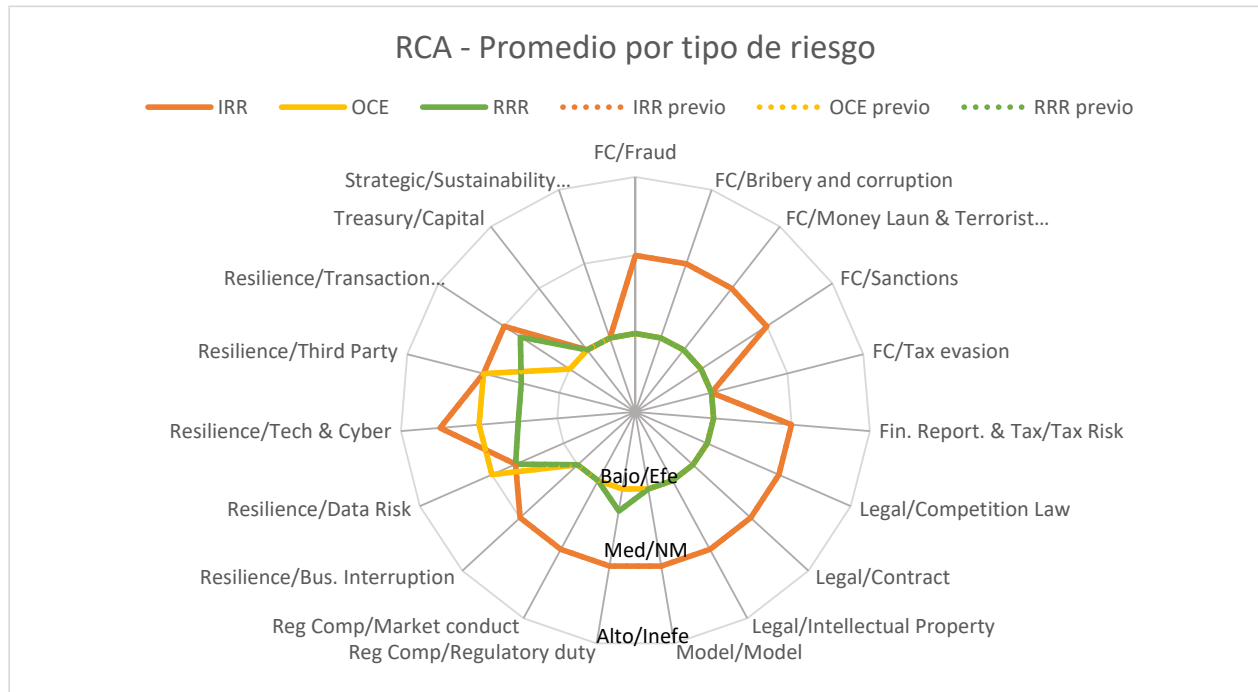 RCA - Promedio por tipo de riesgo
IRR
OCE
RRR
IRR previo
OCE previo
RRR previo
FC/Fraud
FC/Bribery and corruption
FC/Money Laun & Terrorist...
FC/Sanctions
FC/Tax evasion
Fin. Report. & Tax/Tax Risk
Legal/Competition Law
Legal/Contract
Legal/Intellectual Property
Model/Model
Reg Comp/Regulatory duty
Reg Comp/Market conduct
Resilience/Bus. Interruption
Resilience/Data Risk
Resilience/Tech & Cyber
Resilience/Third Party
Resilience/Transaction...
Treasury/Capital
Strategic/Sustainability...
Bajo/Efe
Med/NM
Alto/Inefe